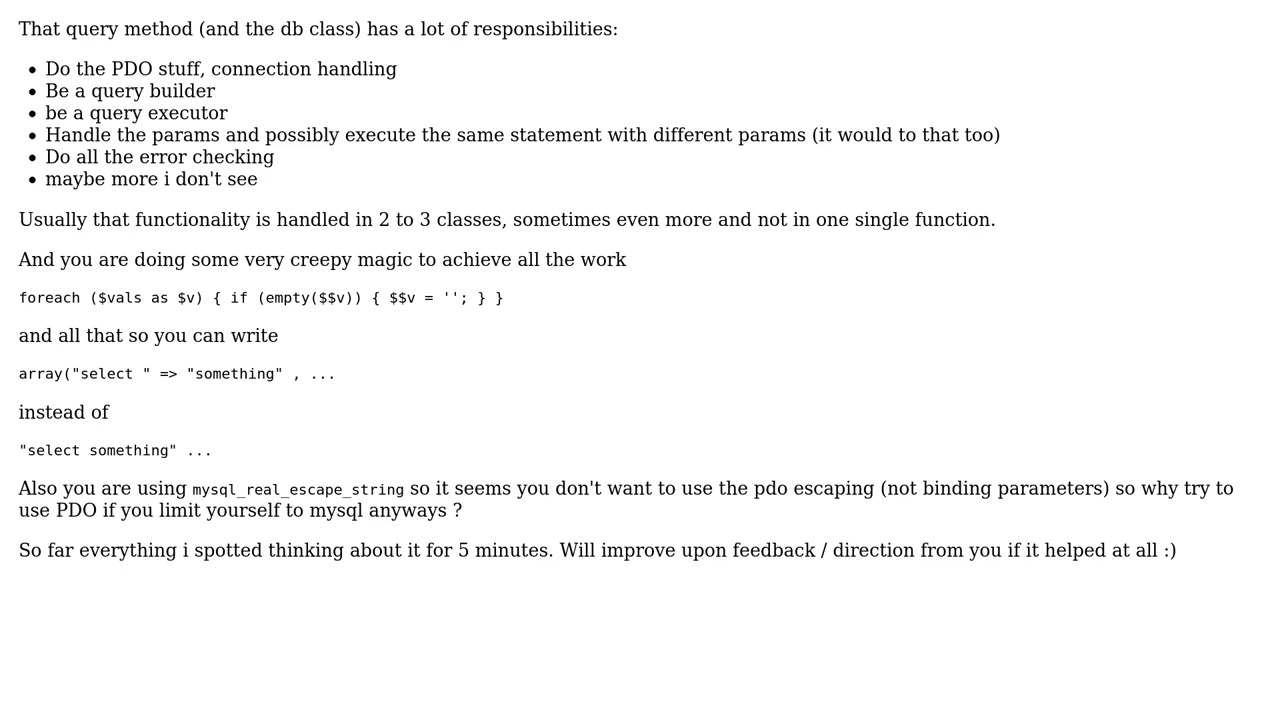 That query method (and the db class) has a lot of responsibilities:
• Do the PDO stuff, connection handling
• Be a query builder
• be a query executor
• Handle the params and possibly execute the same statement with different params (it would to that too)
• Do all the error checking
• maybe more i don't see
Usually that functionality is handled in 2 to 3 classes, sometimes even more and not in one single function.
And you are doing some very creepy magic to achieve all the work
foreach ($vals as $v) { if (empty($$v)) { $$v = ''; } }
and all that so you can write
array("select " => "something" , ...
instead of
"select something" ...
Also you are using mysql_real_escape_string so it seems you don't want to use the pdo escaping (not binding parameters) so why try to
use PDO if you limit yourself to mysql anyways ?
So far everything i spotted thinking about it for 5 minutes. Will improve upon feedback / direction from you if it helped at all :)